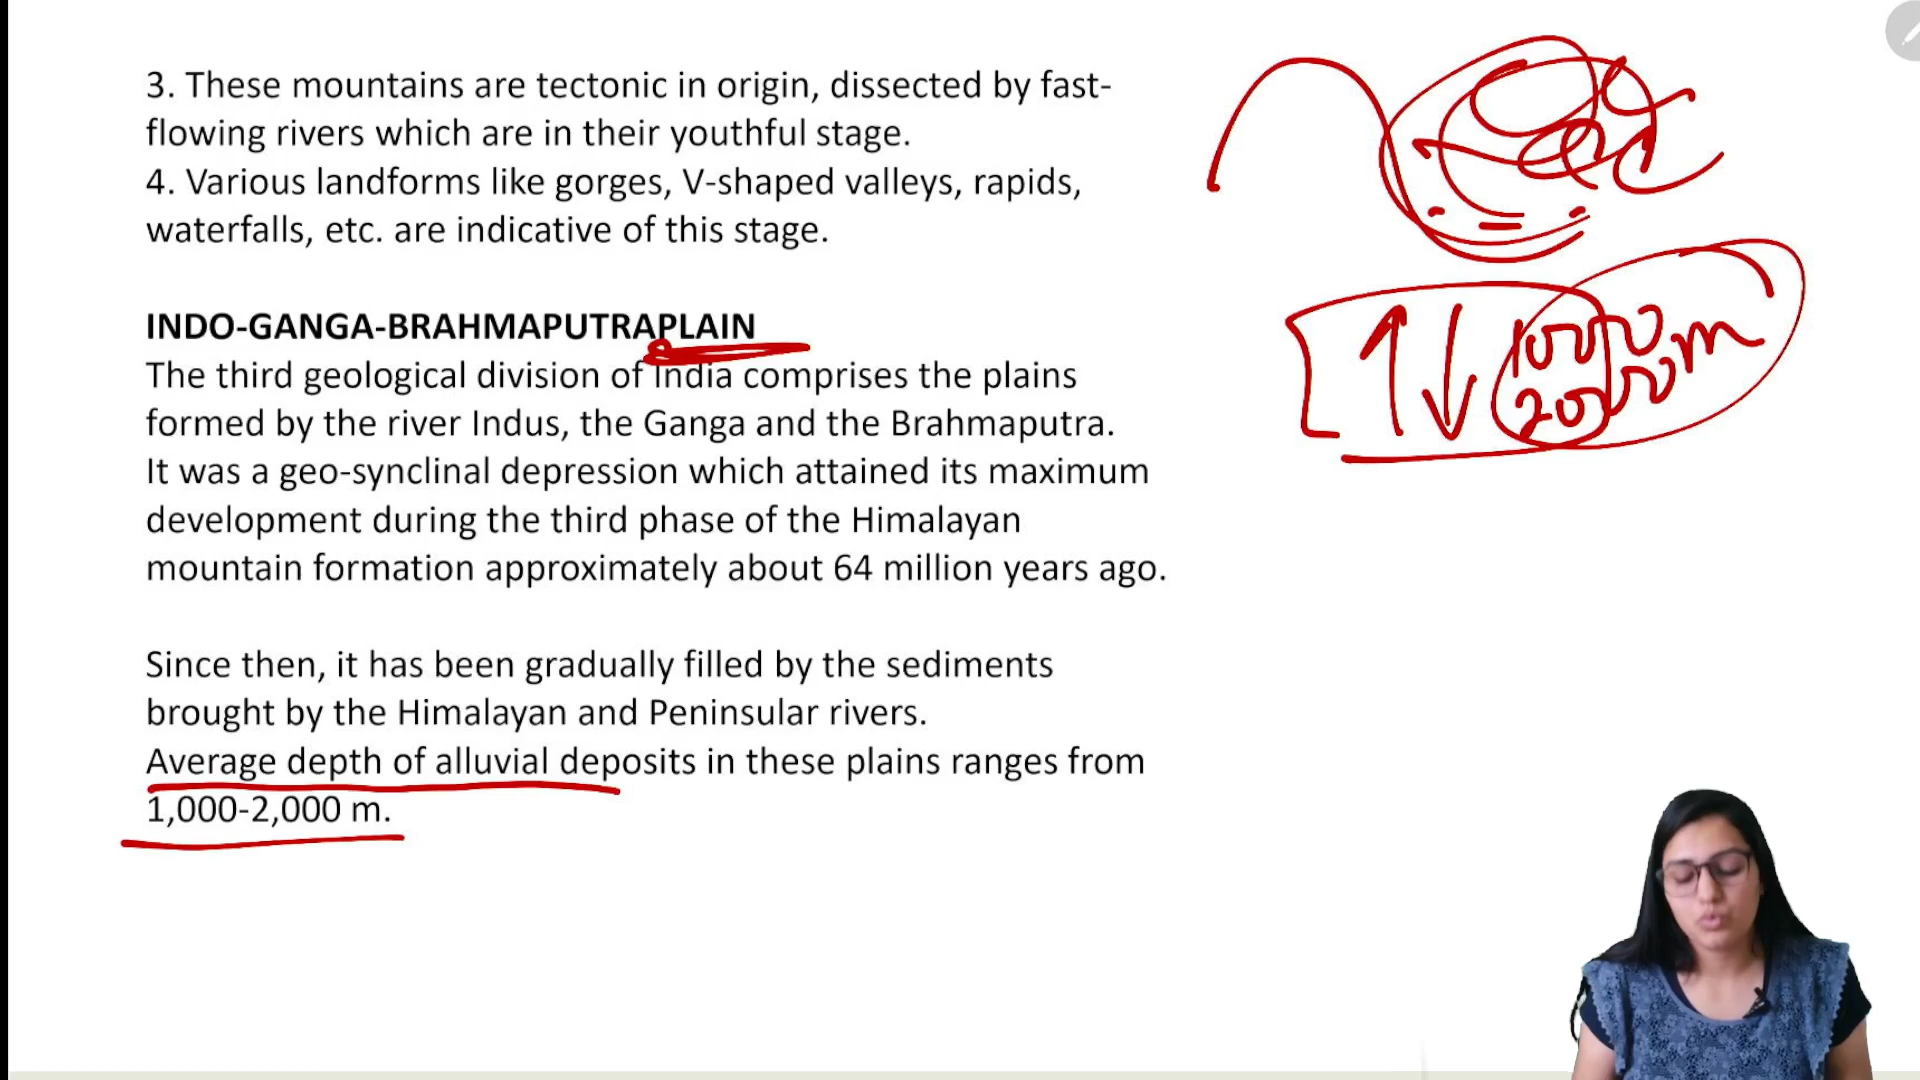 3. These mountains are tectonic in origin, dissected by fast-
flowing rivers which are in their youthful stage.
4. Various landforms like gorges, V-shaped valleys, rapids,
waterfalls, etc. are indicative of this stage.
INDO-GANGA-BRAHMAPUTRAPLAIN
The third geological division of India comprises the plains
formed by the river Indus, the Ganga and the Brahmaputra.
It was a geo-synclinal depression which attained its maximum
development during the third phase of the Himalayan
mountain formation approximately about 64 million years ago.
Since then, it has been gradually filled by the sediments
brought by the Himalayan and Peninsular rivers.
Average depth of alluvial deposits in these plains ranges from
1,000-2,000 m.
1000
2000 m